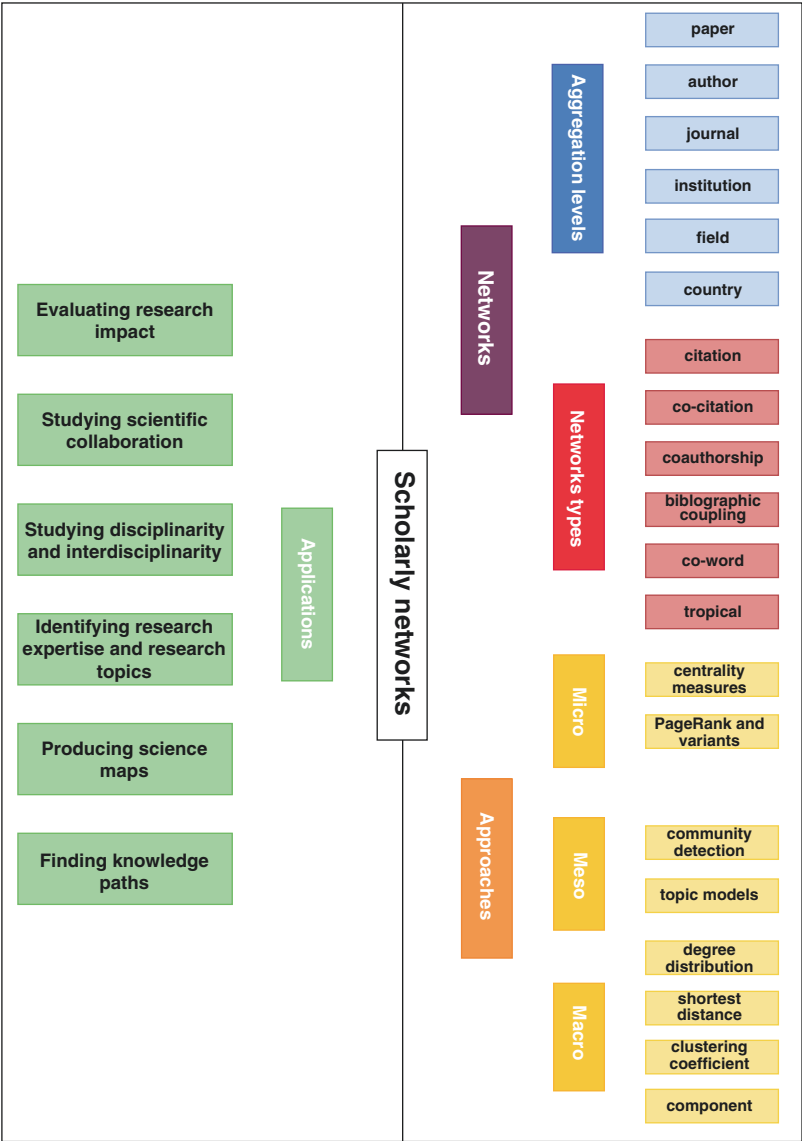 Scholarly networks
Applications
Evaluating research
impact
Studying scientific
collaboration
Studying disciplinarity
and interdisciplinarity
Identifying research
expertise and research
topics
Producing science
maps
Finding knowledge
paths
Networks
Aggregation levels
paper
author
journal
institution
field
country
Networks types
citation
co-citation
coauthorship
biblographic
coupling
co-word
tropical
Approaches
Micro
centrality
measures
PageRank and
variants
Meso
community
detection
topic models
Macro
degree
distribution
shortest
distance
clustering
coefficient
component